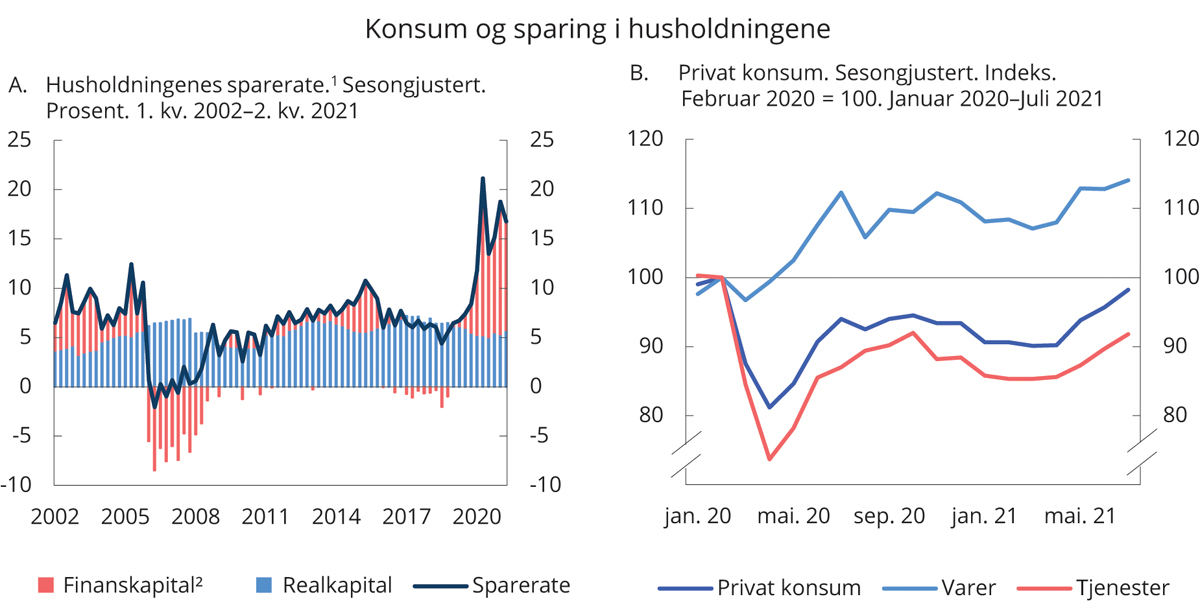 Konsum og sparing i husholdningene
A. Husholdningenes sparerate.¹ Sesongjustert.
Prosent. 1. kv. 2002–2. kv. 2021
25 25
20 20
15 15
10 10
5 5
0 0
-5 -5
-10 -10
2002 2005 2008 2011 2014 2017 2020
Finanskapital² Realkapital Sparerate
B. Privat konsum. Sesongjustert. Indeks.
Februar 2020 = 100. Januar 2020–Juli 2021
120 120
110 110
100 100
90 90
80 80
jan. 20 mai. 20 sep. 20 jan. 21 mai. 21
Privat konsum Varer Tjenester